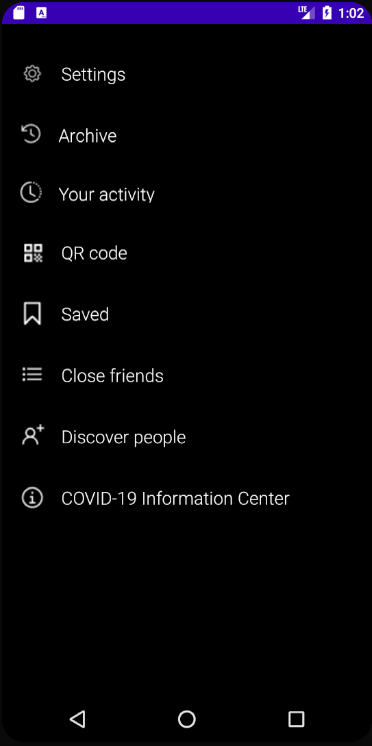 LTE 1:02
Settings
Archive
Your activity
QR code
Saved
Close friends
Discover people
COVID-19 Information Center